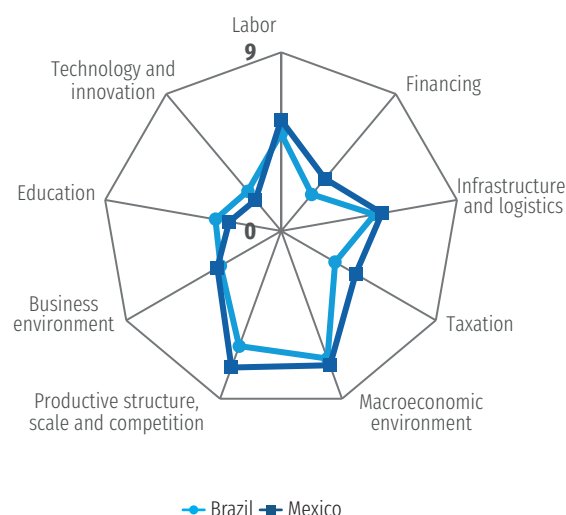 Labor
9
Technology and
innovation
Financing
Education
Infrastructure
and logistics
0
Business
environment
Taxation
Productive structure,
scale and competition
Macroeconomic
environment
Brazil
Mexico